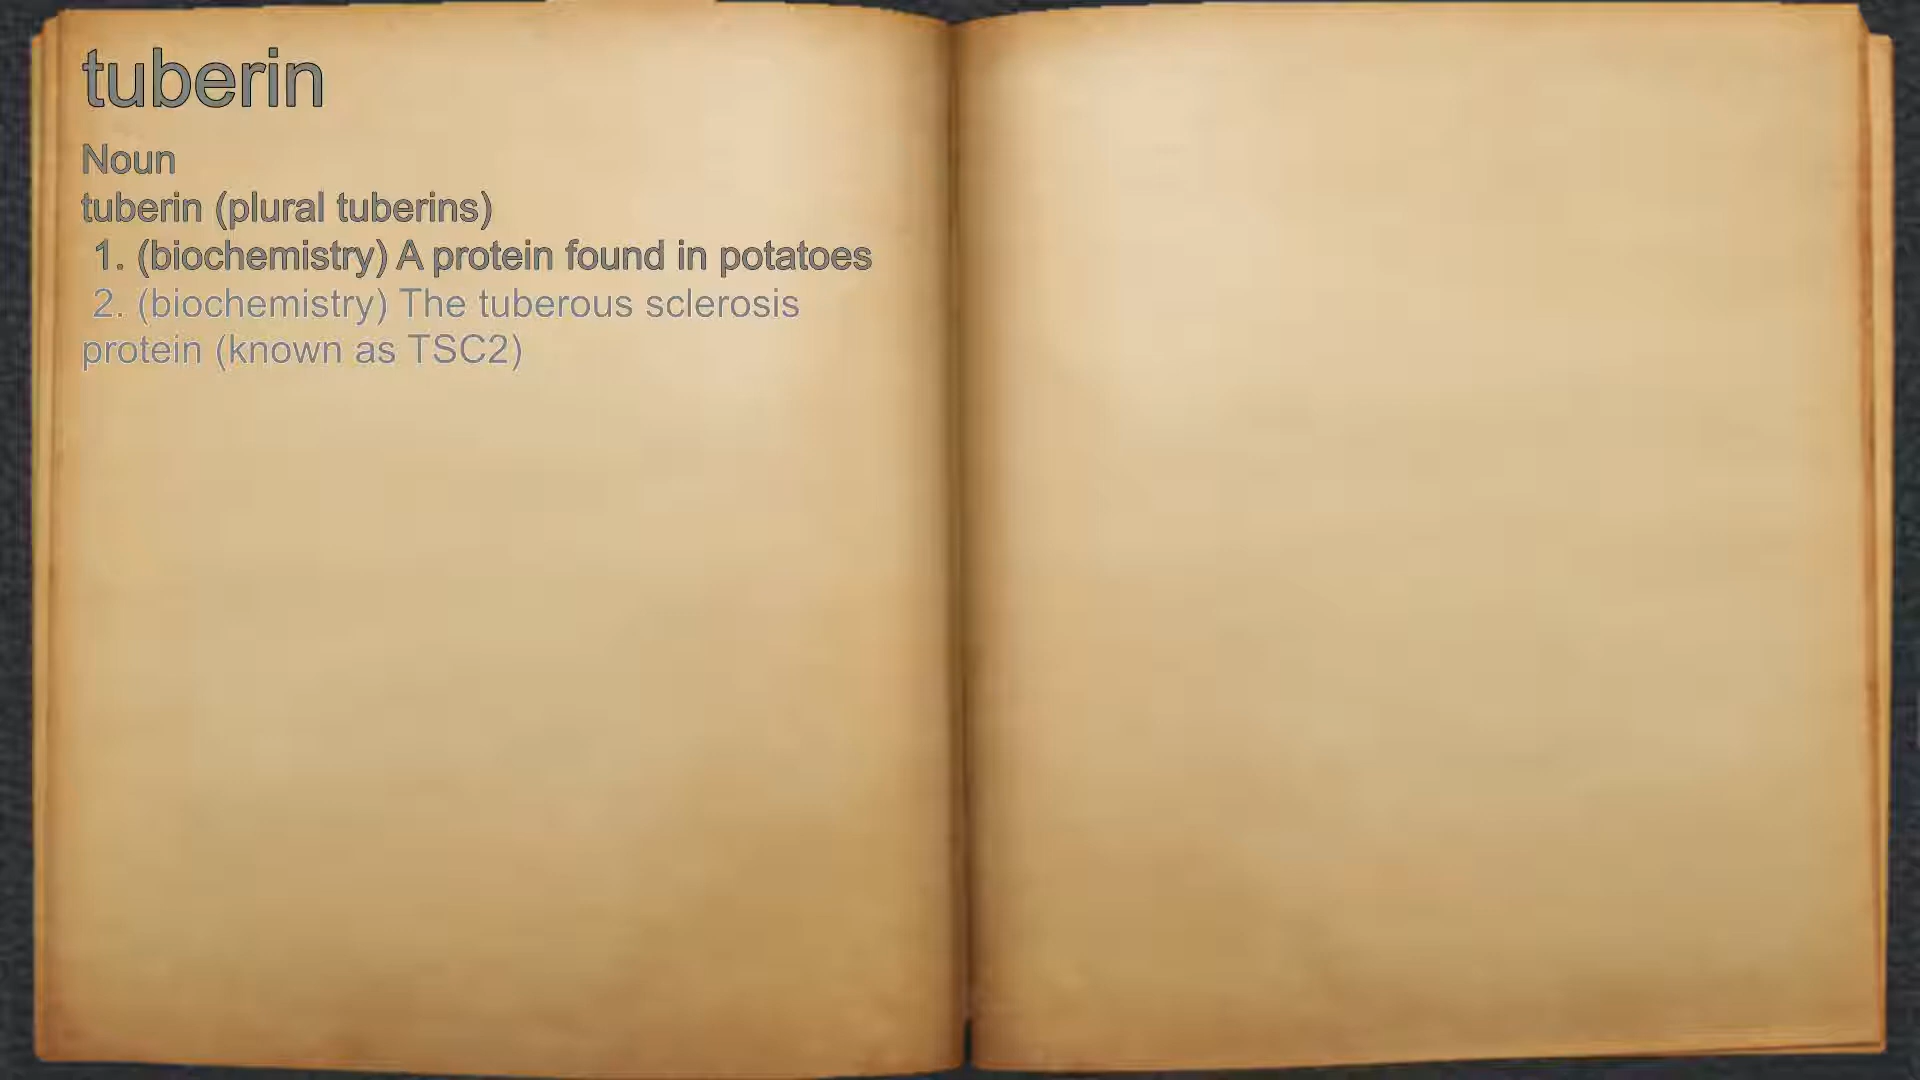 tuberin
Noun
tuberin (plural tuberins)
1. (biochemistry) A protein found in potatoes
2. (biochemistry) The tuberous sclerosis
protein (known as TSC2)